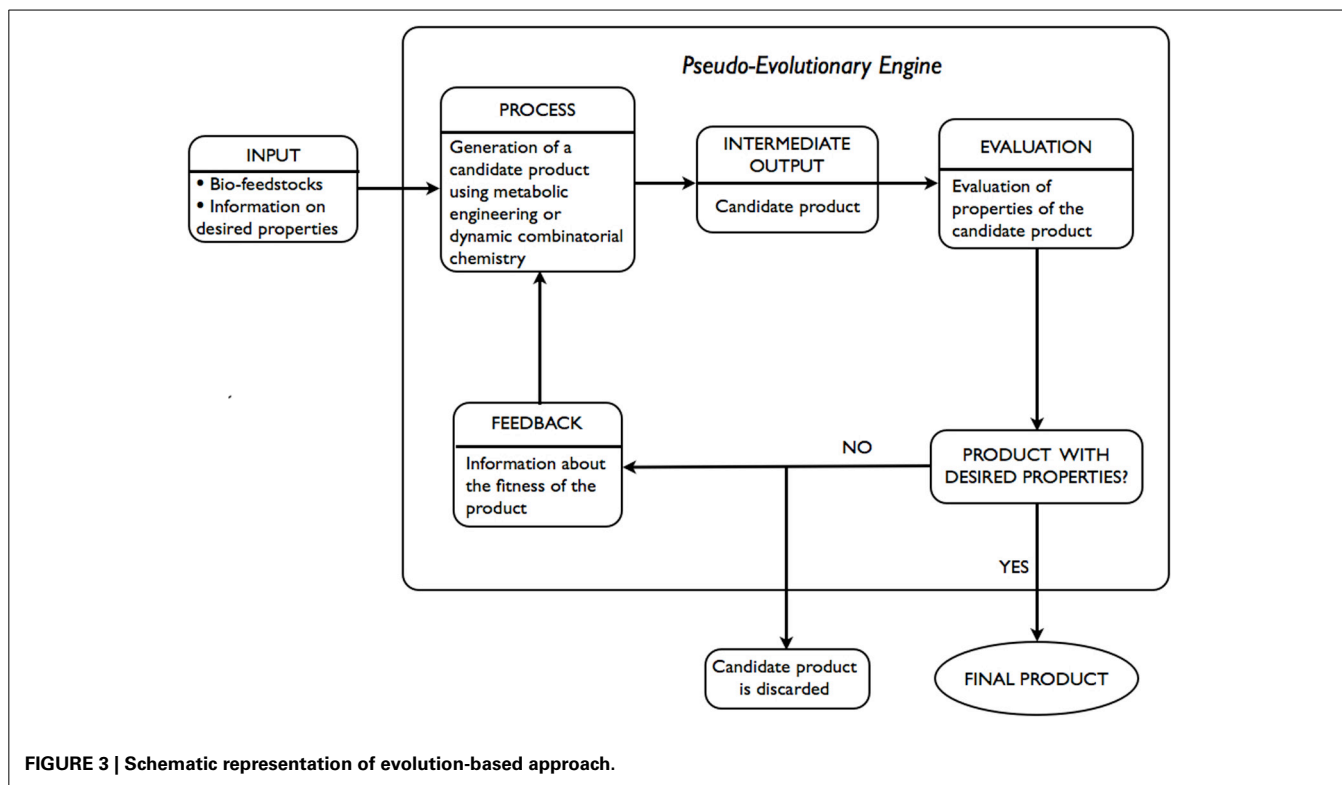 Pseudo-Evolutionary Engine
INPUT
• Bio-feedstocks
• Information on
desired properties
PROCESS
Generation of a
candidate product
using metabolic
engineering or
dynamic combinatorial
chemistry
INTERMEDIATE
OUTPUT
Candidate product
EVALUATION
Evaluation of
properties of the
candidate product
PRODUCT WITH
DESIRED PROPERTIES?
NO
FEEDBACK
Information about
the fitness of the
product
YES
Candidate product
is discarded
FINAL PRODUCT
FIGURE 3 | Schematic representation of evolution-based approach.